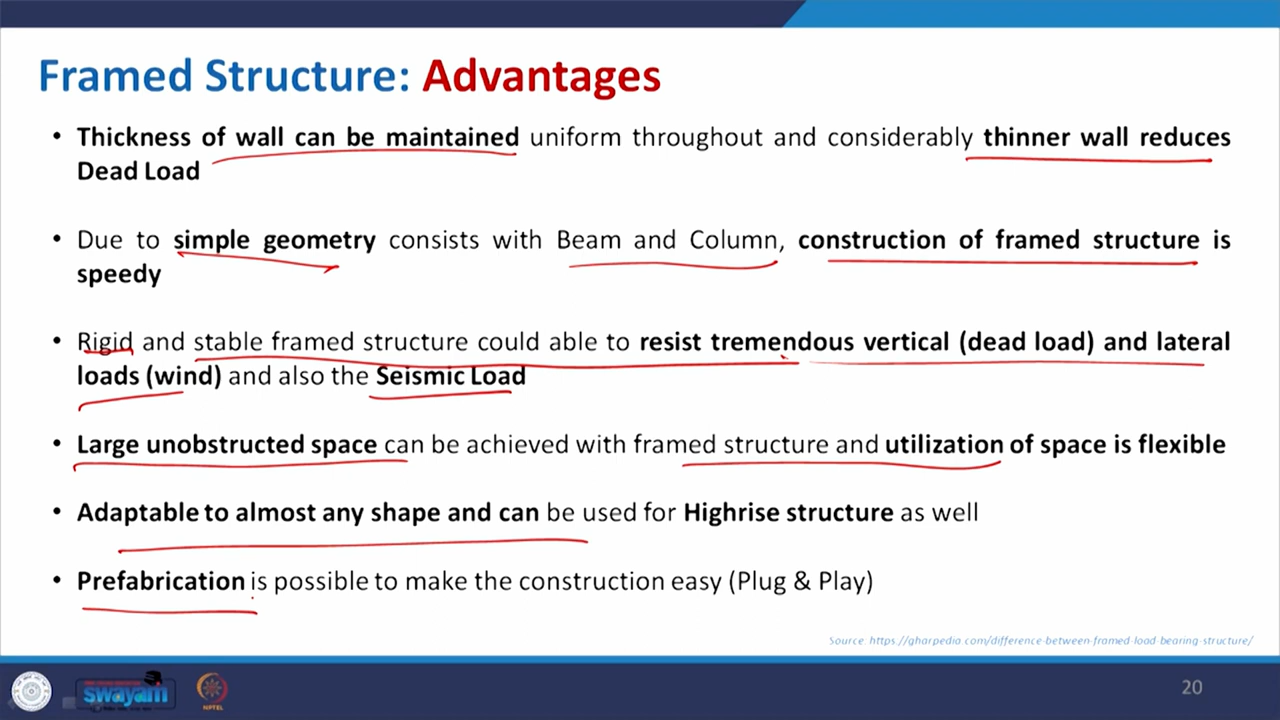 Framed Structure: Advantages
• Thickness of wall can be maintained uniform throughout and considerably thinner wall reduces
Dead Load
• Due to simple geometry consists with Beam and Column, construction of framed structure is
speedy
• Rigid and stable framed structure could able to resist tremendous vertical (dead load) and lateral
loads (wind) and also the Seismic Load
• Large unobstructed space can be achieved with framed structure and utilization of space is flexible
• Adaptable to almost any shape and can be used for Highrise structure as well
• Prefabrication is possible to make the construction easy (Plug & Play)
Source: https://gharpedia.com/difference-between-framed-load-bearing-structure/
swayam
NPTEL
20